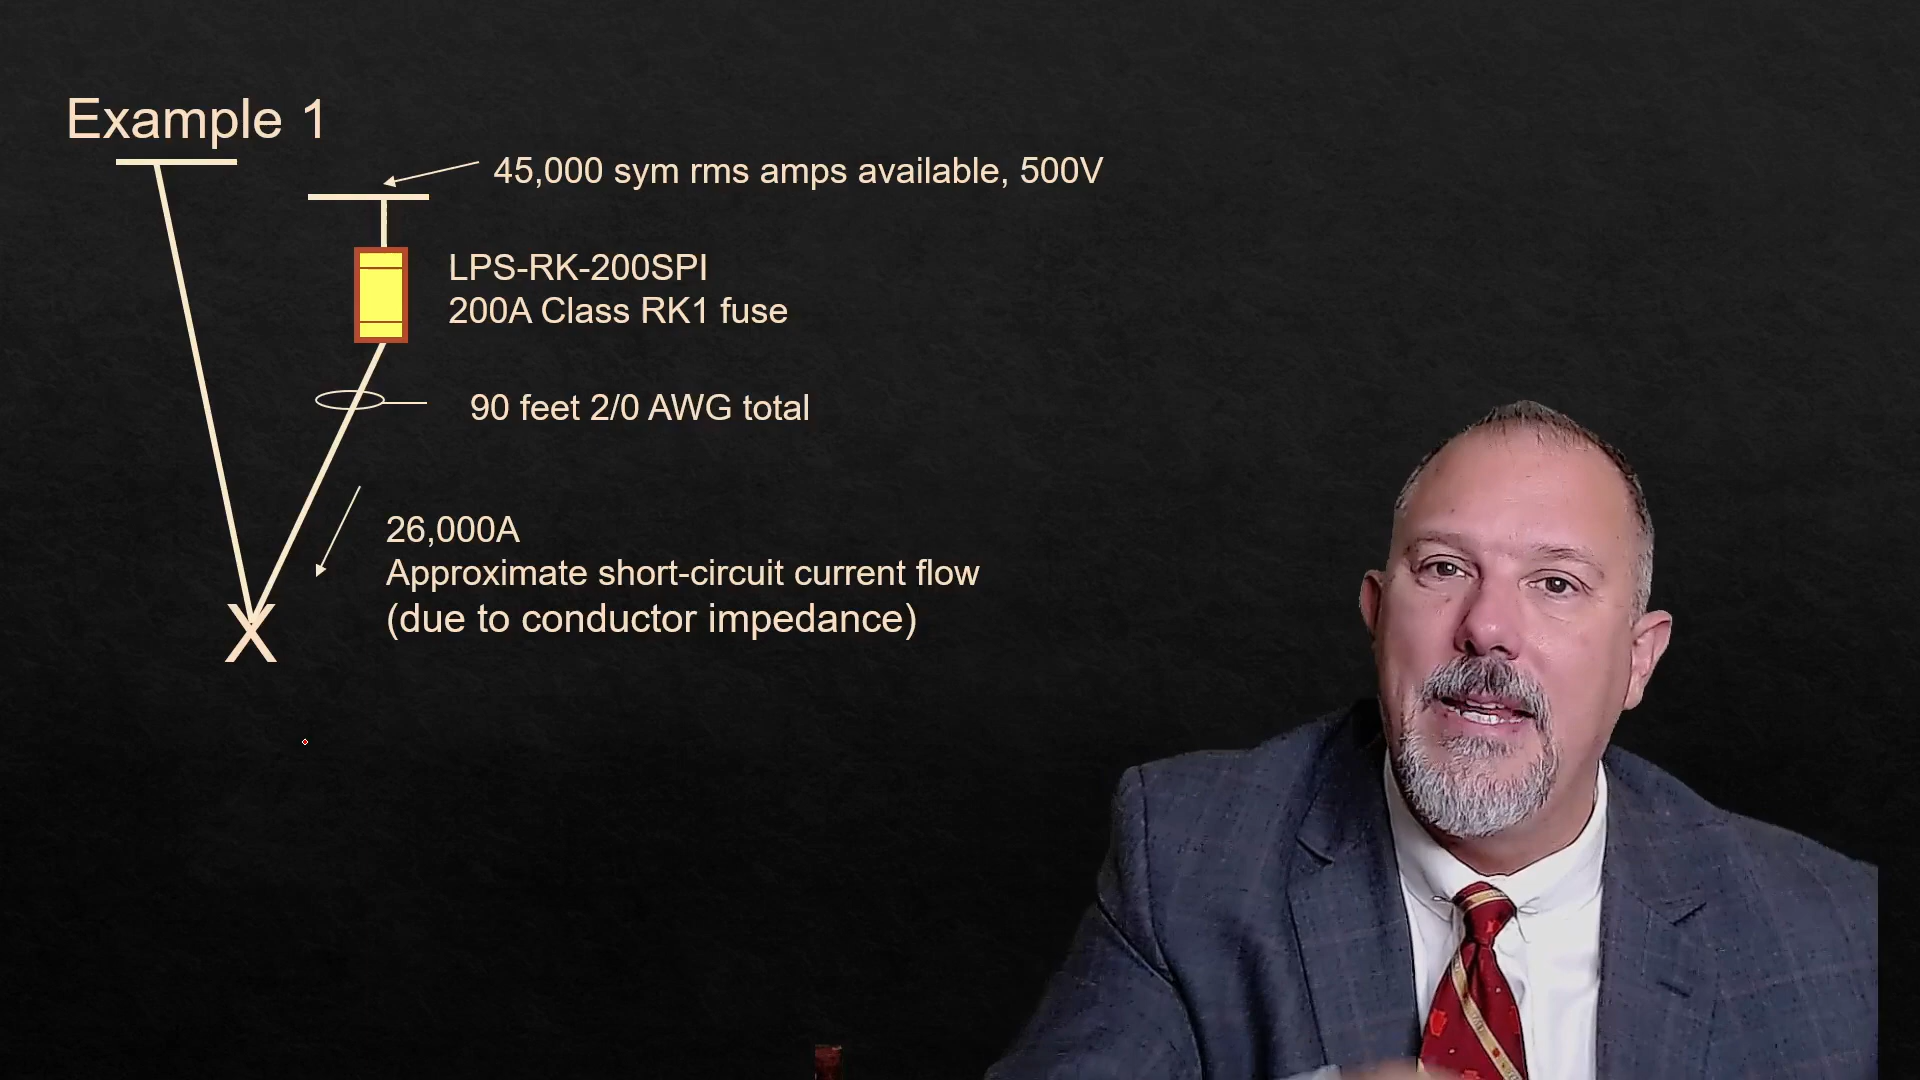 Example 1
45,000 sym rms amps available, 500V
LPS-RK-200SPI
200A Class RK1 fuse
90 feet 2/0 AWG total
26,000A
Approximate short-circuit current flow
(due to conductor impedance)
X